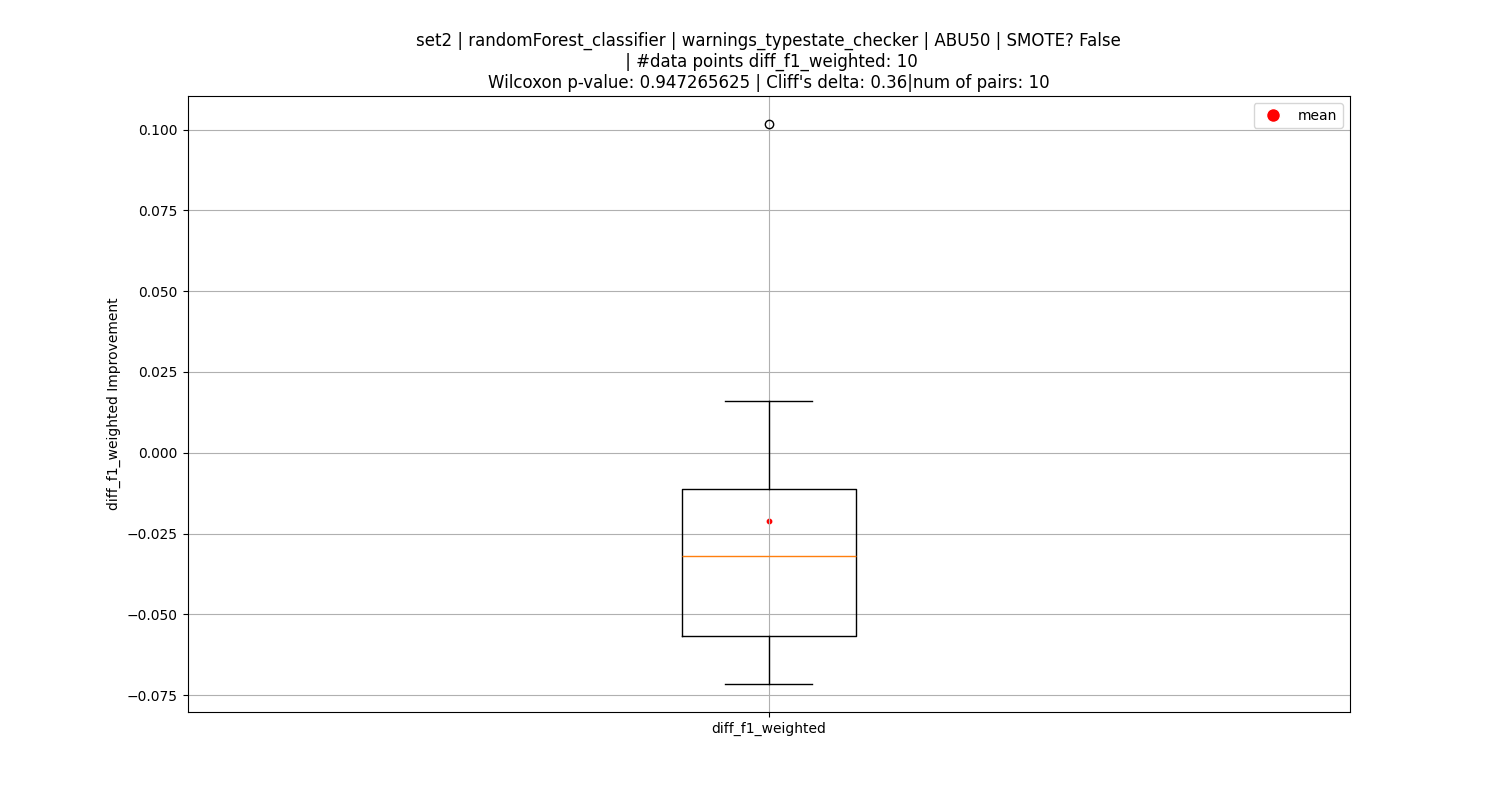 set2 | randomForest_classifier | warnings_typestate_checker | ABU50 | SMOTE? False
| #data points diff_f1_weighted: 10
Wilcoxon p-value: 0.947265625 | Cliff's delta: 0.36|num of pairs: 10
mean
0.100
0.075
0.050
0.025
0.000
−0.025
−0.050
−0.075
diff_f1_weighted Improvement
diff_f1_weighted